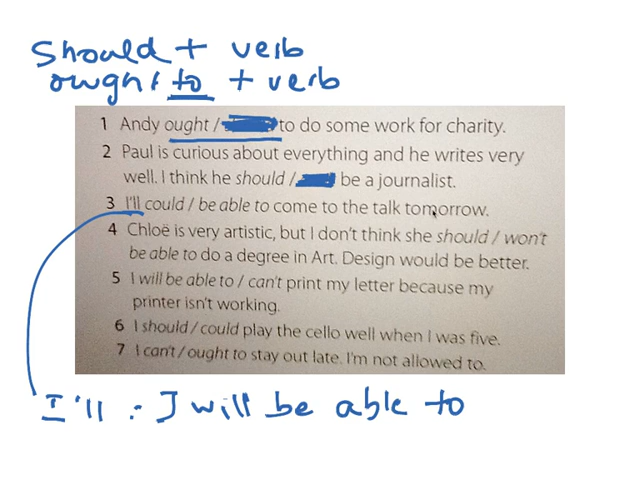 Should + verb
ought to + verb
1 Andy ought / to do some work for charity.
2 Paul is curious about everything and he writes very
well. I think he should / be a journalist.
3 I'll could / be able to come to the talk tomorrow.
4 Chloë is very artistic, but I don't think she should / won't
be able to do a degree in Art. Design would be better.
5 I will be able to / can't print my letter because my
printer isn't working.
6 I should / could play the cello well when I was five.
7 I can't / ought to stay out late. I'm not allowed to.
I'll : I will be able to